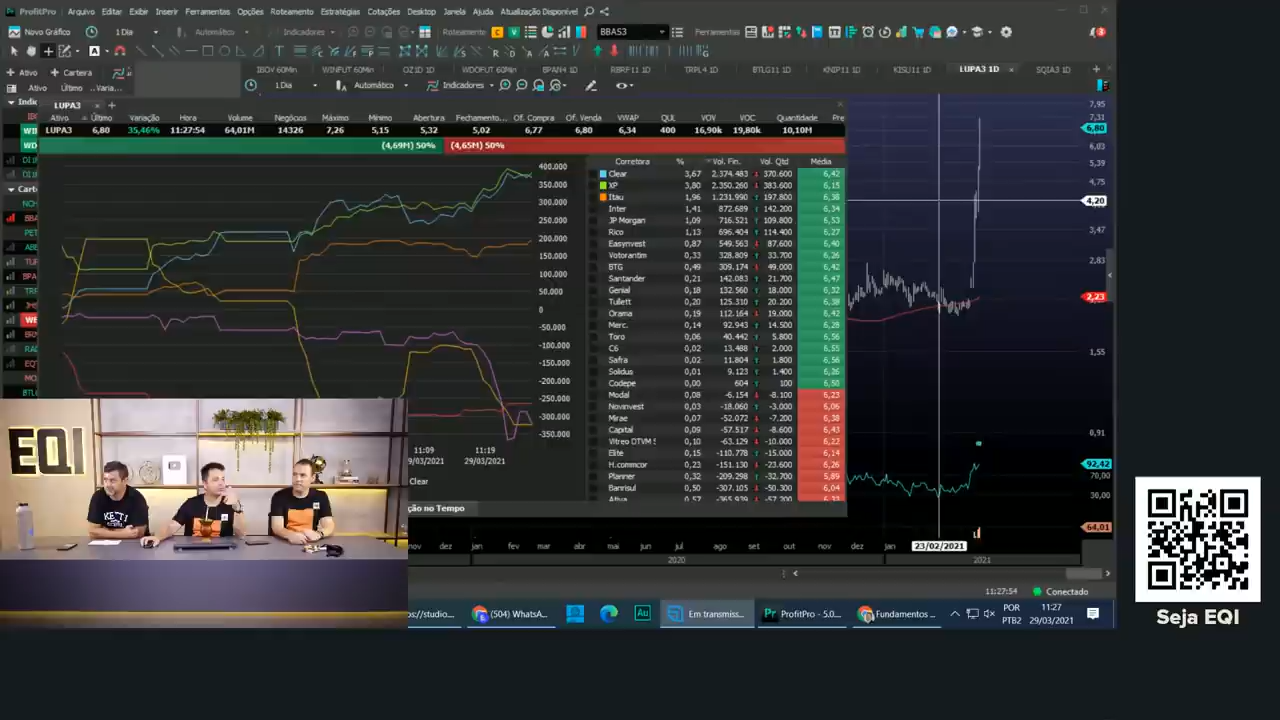 ProfitPro Arquivo Editar Exibir Inserir Ferramentas Opções Roteamento Estratégias Cotações Desktop Janela Ajuda Atualização Disponível
Novo Gráfico 1 Dia Automático Indicadores Roteamento C V BBAS3 Ferramentas
+ Ativo
+ Carteira
IBOV 60Min WINFUT 60Min OZ1D 1D WDOFUT 60Min BPAN4 1D RBRF11 1D TRPL4 1D BTLG11 1D KNIP11 1D KISU11 1D LUPA3 1D SQIA3 1D
Ativo Último ..Varia...
1 Dia Automático Indicadores
LUPA3
Ativo Último Variação Hora Volume Negócios Máximo Mínimo Abertura Fechamento... Of. Compra Of. Venda VWAP QUL VOV VOC Quantidade Pre
LUPA3 6,80 35,46% 11:27:54 64,01M 14326 7,26 5,15 5,32 5,02 6,77 6,80 6,34 400 16,90k 19,80k 10,10M
(4,69M) 50% (4,65M) 50%
Corretora % Vol. Fin. Vol. Qtd Média
Clear 3,67 2.374.483 370.600 6,42
XP 3,80 2.350.260 383.600 6,15
Itau 1,96 1.231.990 197.800 6,38
Inter 1,41 872.689 142.200 6,34
JP Morgan 1,09 716.521 109.800 6,53
Rico 1,13 696.404 114.400 6,27
Easynvest 0,87 549.563 87.600 6,40
Votorantim 0,33 328.809 33.700 6,26
BTG 0,49 309.174 49.000 6,42
Santander 0,21 142.083 21.700 6,47
Genial 0,18 132.560 18.000 6,32
Tullett 0,20 125.310 20.200 6,38
Orama 0,19 112.164 19.000 6,42
Merc. 0,14 92.943 14.500 6,28
Toro 0,06 40.442 5.800 6,36
C6 0,02 13.488 2.000 6,55
Safra 0,02 11.804 1.800 6,56
Solidus 0,01 9.123 1.400 6,26
Codepe 0,00 604 100 6,50
Modal 0,08 -6.154 -8.100 6,23
Novinvest 0,03 -18.060 -3.000 6,06
Mirae 0,07 -52.072 -7.200 6,38
Capital 0,09 -57.517 -8.600 6,43
Vitreo DTVM S 0,10 -63.129 -10.000 6,22
Elite 0,15 -110.778 -15.000 6,14
H.commcor 0,23 -151.130 -23.600 6,26
Planner 0,32 -209.298 -32.700 5,89
Banrisul 0,50 -307.105 -50.300 6,04
Ativa 0,57 -365.939 -57.200 6,33
400.000
350.000
300.000
250.000
200.000
150.000
100.000
50.000
0
-50.000
-100.000
-150.000
-200.000
-250.000
-300.000
-350.000
11:09 11:19
/03/2021 29/03/2021
Clear
ção no Tempo
7,95
7,31
6,80
6,03
5,39
4,75
4,20
3,47
2,83
2,23
1,55
0,91
92,42
70,00
30,00
64,01
nov dez jan fev mar abr mai jun jul ago set out nov dez jan 23/02/2021
2020 2021
11:27:54 Conectado
https://studio... (504) WhatsA... Au Em transmiss... ProfitPro - 5.0... Fundamentos ...
POR
PTB2
11:27
29/03/2021
EQI
Seja EQI